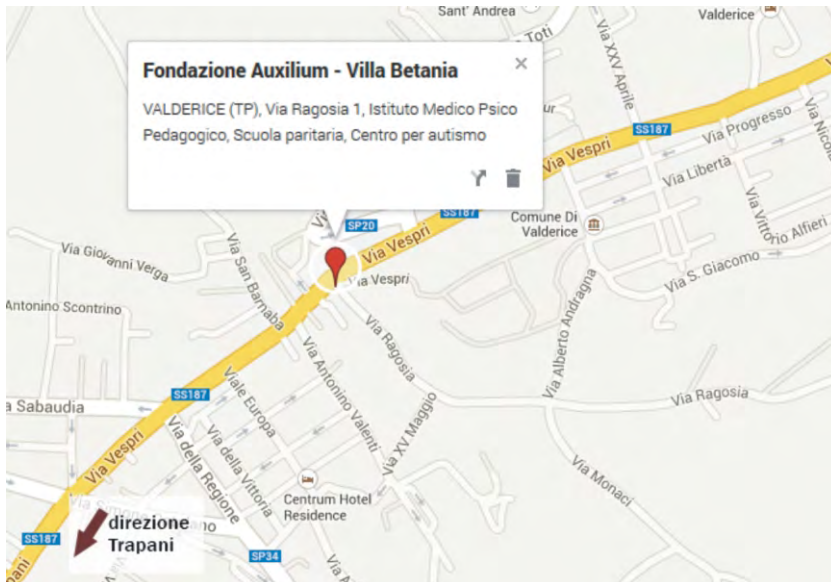 Sant' Andrea
Valderice
Toti
Fondazione Auxilium - Villa Betania
VALDERICE (TP), Via Ragosia 1, Istituto Medico Psico
Pedagogico, Scuola paritaria, Centro per autismo
Via XXV Aprile
SS187
Via Progresso
Via Vespri
Via Libertà
SS187
Comune Di
Valderice
SP20
Via Vespri
Via Vittorio Alfieri
Via S. Giacomo
Via Giovanni Verga
Via San Barnaba
Via Vespri
Antonino Scontrino
Via Ragosia
Via Alberto Andragna
Via Antonino Valenti
SS187
Viale Europa
Via Ragosia
a Sabaudia
Via XV Maggio
Via Vespri
Via della Regione
Via della Vittoria
Via Monaci
Centrum Hotel
Residence
direzione
Trapani
SS187
SP34